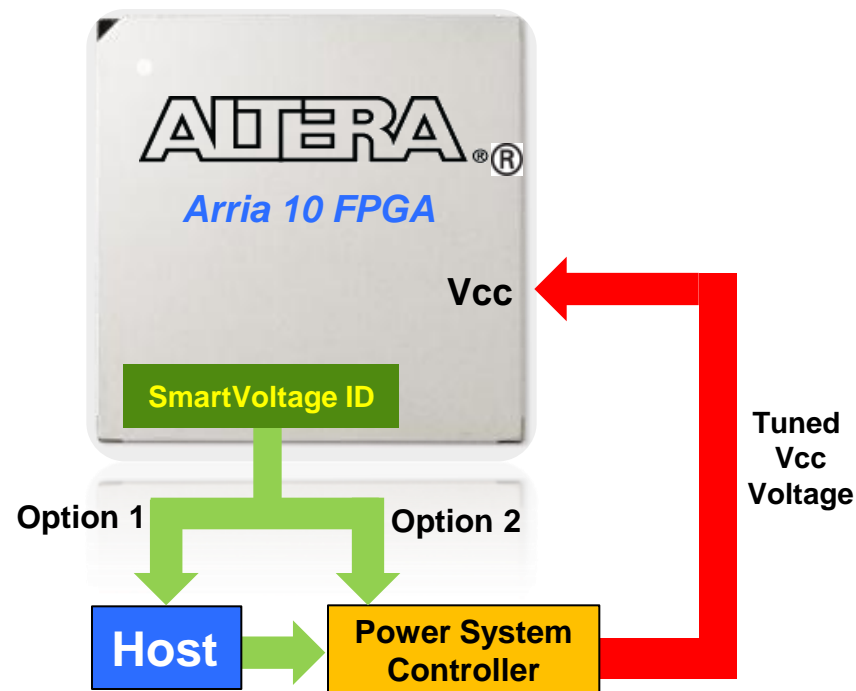 ALTERA®®
Arria 10 FPGA
Vcc
SmartVoltage ID
Option 1
Option 2
Tuned
Vcc
Voltage
Host
Power System
Controller